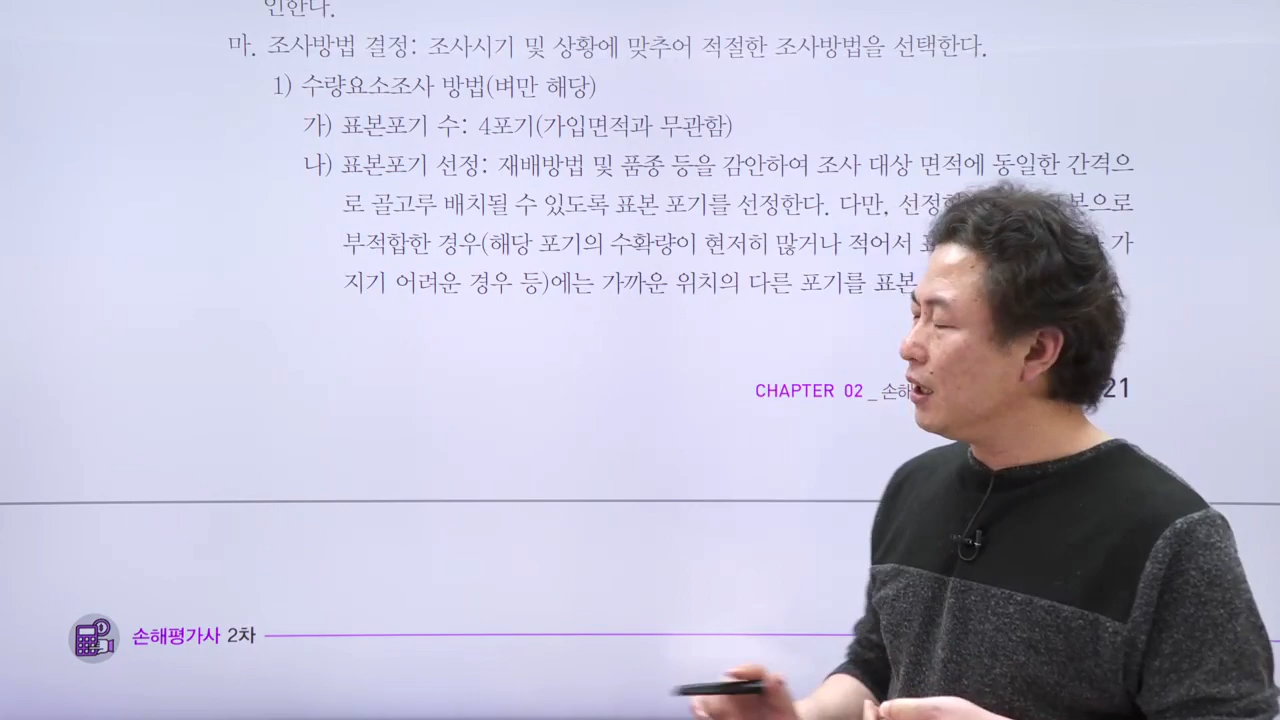 인한다.
마. 조사방법 결정: 조사시기 및 상황에 맞추어 적절한 조사방법을 선택한다.
1) 수량요소조사 방법(벼만 해당)
가) 표본포기 수: 4포기(가입면적과 무관함)
나) 표본포기 선정: 재배방법 및 품종 등을 감안하여 조사 대상 면적에 동일한 간격으
로 골고루 배치될 수 있도록 표본 포기를 선정한다. 다만, 선정한
부적합한 경우(해당 포기의 수확량이 현저히 많거나 적어서 가
지기 어려운 경우 등)에는 가까운 위치의 다른 포기를 표본
CHAPTER 02 _ 손해 21
손해평가사 2차